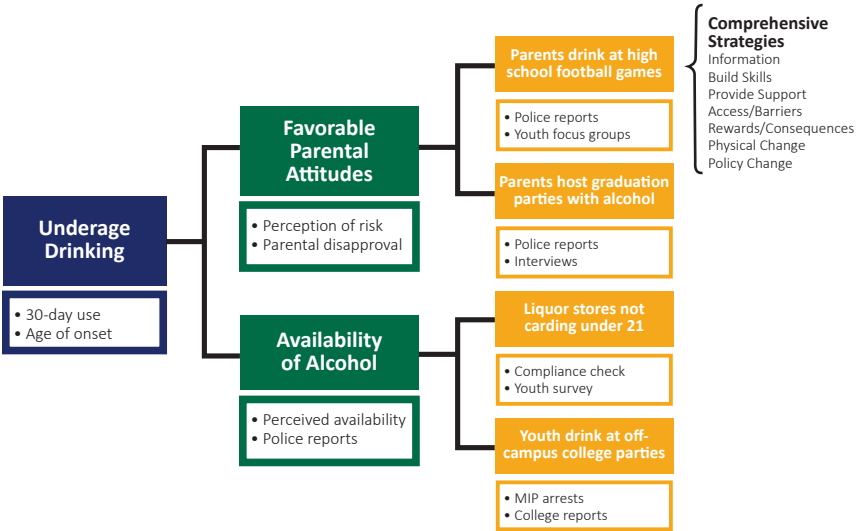 Underage
Drinking
• 30-day use
• Age of onset
Favorable
Parental
Attitudes
• Perception of risk
• Parental disapproval
Availability
of Alcohol
• Perceived availability
• Police reports
Parents drink at high
school football games
• Police reports
• Youth focus groups
Parents host graduation
parties with alcohol
• Police reports
• Interviews
Liquor stores not
carding under 21
• Compliance check
• Youth survey
Youth drink at off-
campus college parties
• MIP arrests
• College reports
Comprehensive
Strategies
Information
Build Skills
Provide Support
Access/Barriers
Rewards/Consequences
Physical Change
Policy Change